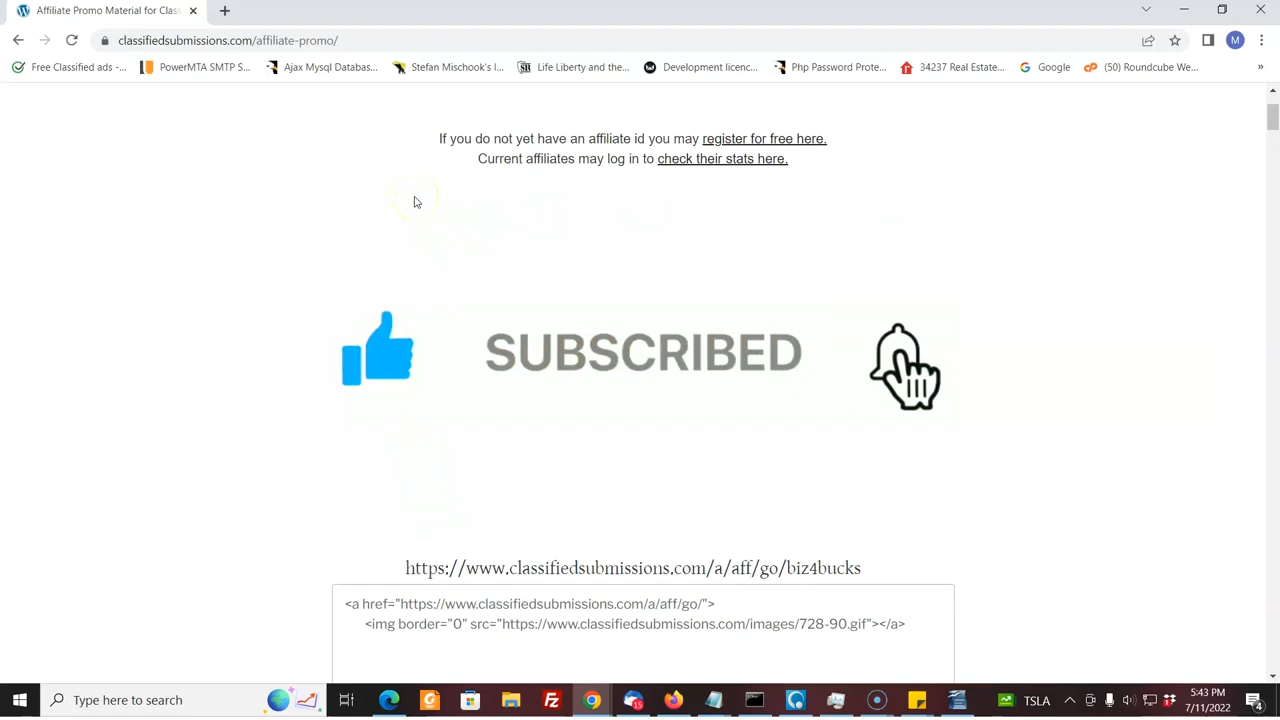 Affiliate Promo Material for Class
classifiedsubmissions.com/affiliate-promo/
M
Free Classified ads -...
PowerMTA SMTP S...
Ajax Mysql Databas...
Stefan Mischook's I...
Life Liberty and the...
Development licenc...
Php Password Prote...
34237 Real Estate...
Google
(50) Roundcube We...
»
If you do not yet have an affiliate id you may register for free here.
Current affiliates may log in to check their stats here.
SUBSCRIBED
https://www.classifiedsubmissions.com/a/aff/go/biz4bucks
<a href="https://www.classifiedsubmissions.com/a/aff/go/">
<img border="0" src="https://www.classifiedsubmissions.com/images/728-90.gif"></a>
Type here to search
15
TSLA
5:43 PM
7/11/2022
4